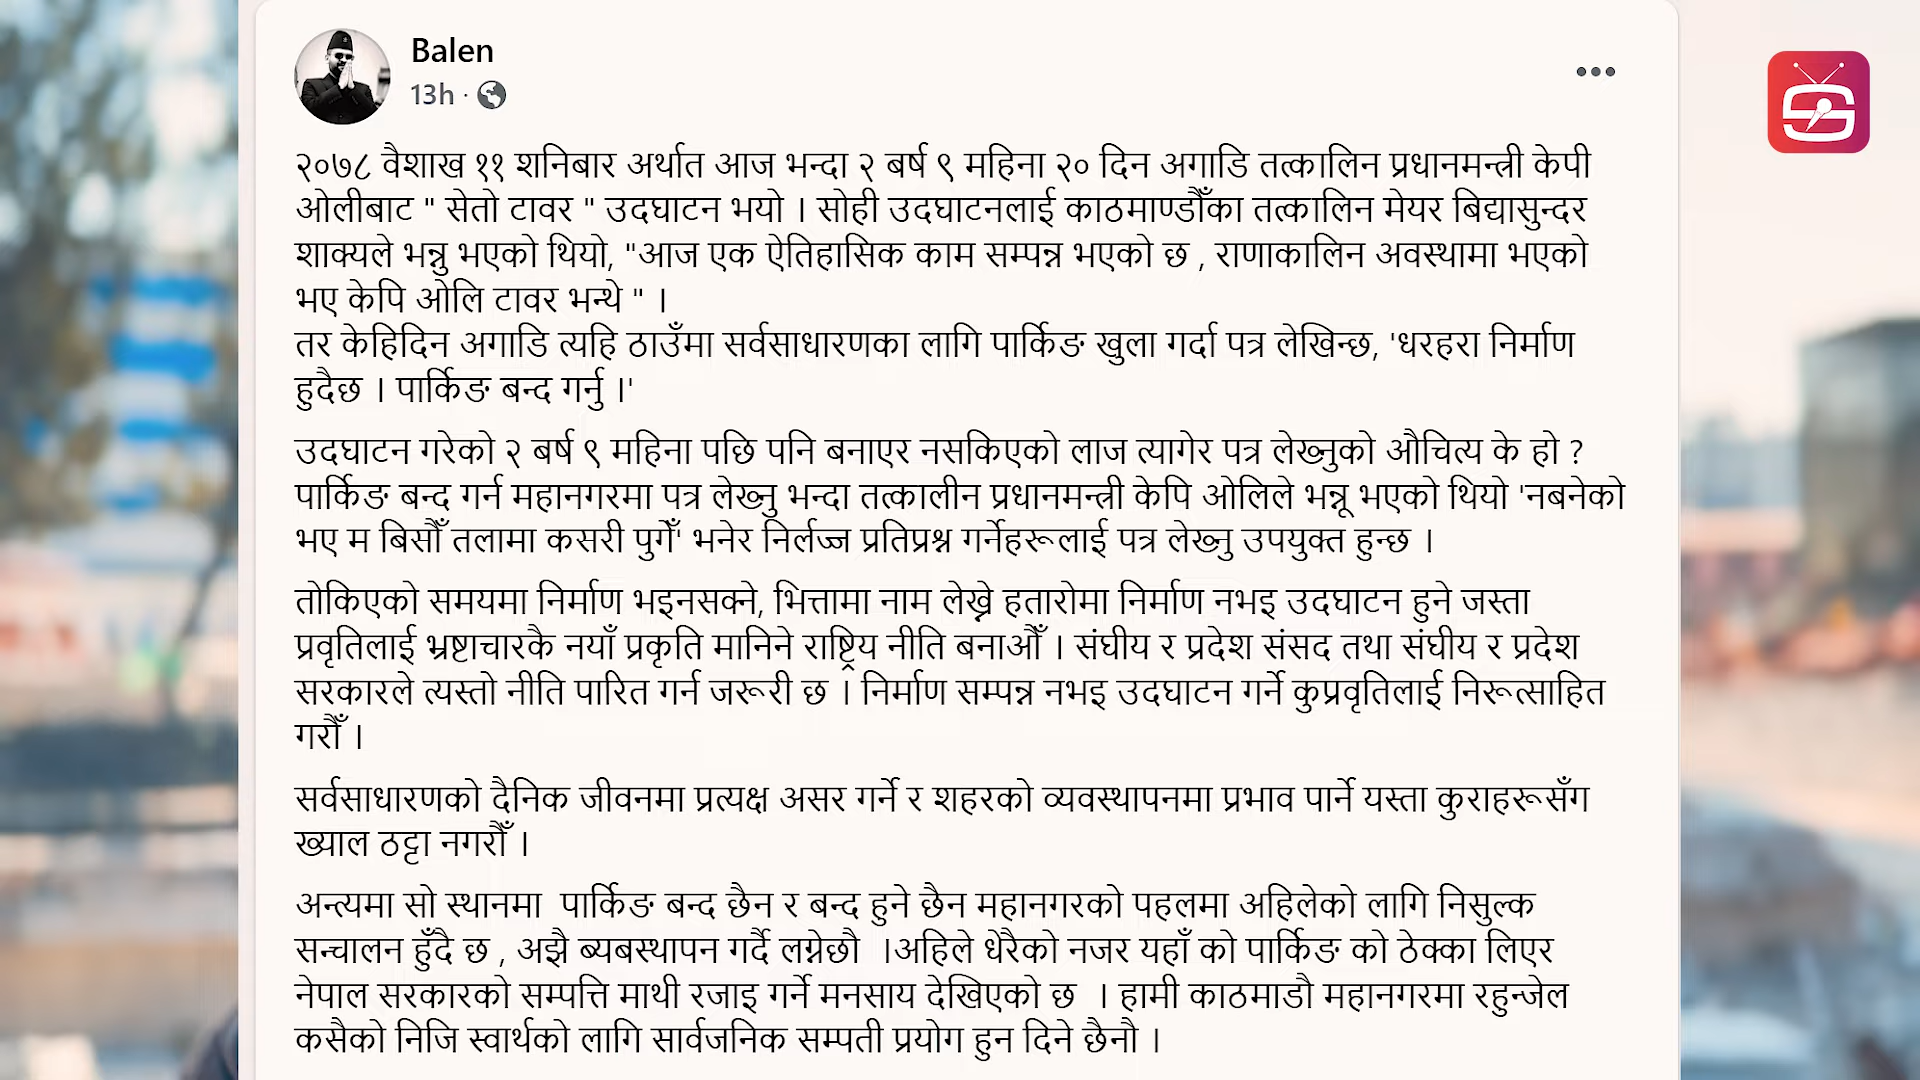 Balen
13h ·
२०७८ वैशाख ११ शनिबार अर्थात आज भन्दा २ बर्ष ९ महिना २० दिन अगाडि तत्कालिन प्रधानमन्त्री केपी
ओलीबाट " सेतो टावर " उदघाटन भयो । सोही उदघाटनलाई काठमाण्डौँका तत्कालिन मेयर बिद्यासुन्दर
शाक्यले भन्नु भएको थियो, "आज एक ऐतिहासिक काम सम्पन्न भएको छ , राणाकालिन अवस्थामा भएको
भए केपि ओलि टावर भन्थे " ।
तर केहिदिन अगाडि त्यहि ठाउँमा सर्वसाधारणका लागि पार्किङ खुला गर्दा पत्र लेखिन्छ, 'धरहरा निर्माण
हुदैछ । पार्किङ बन्द गर्नु ।'
उदघाटन गरेको २ बर्ष ९ महिना पछि पनि बनाएर नसकिएको लाज त्यागेर पत्र लेख्नुको औचित्य के हो ?
पार्किङ बन्द गर्न महानगरमा पत्र लेख्नु भन्दा तत्कालीन प्रधानमन्त्री केपि ओलिले भन्नू भएको थियो 'नबनेको
भए म बिसौँ तलामा कसरी पुगेँ' भनेर निर्लज्ज प्रतिप्रश्न गर्नेहरूलाई पत्र लेख्नु उपयुक्त हुन्छ ।
तोकिएको समयमा निर्माण भइनसक्ने, भित्तामा नाम लेख्ने हतारोमा निर्माण नभइ उदघाटन हुने जस्ता
प्रवृतिलाई भ्रष्टाचारकै नयाँ प्रकृति मानिने राष्ट्रिय नीति बनाऔँ । संघीय र प्रदेश संसद तथा संघीय र प्रदेश
सरकारले त्यस्तो नीति पारित गर्न जरूरी छ । निर्माण सम्पन्न नभइ उदघाटन गर्ने कुप्रवृतिलाई निरूत्साहित
गरौँ ।
सर्वसाधारणको दैनिक जीवनमा प्रत्यक्ष असर गर्ने र शहरको व्यवस्थापनमा प्रभाव पार्ने यस्ता कुराहरूसँग
ख्याल ठट्टा नगरौँ ।
अन्त्यमा सो स्थानमा पार्किङ बन्द छैन र बन्द हुने छैन महानगरको पहलमा अहिलेको लागि निसुल्क
सन्चालन हुँदै छ , अझै ब्यबस्थापन गर्दै लग्नेछौ ।अहिले धेरैको नजर यहाँ को पार्किङ को ठेक्का लिएर
नेपाल सरकारको सम्पत्ति माथी रजाइ गर्ने मनसाय देखिएको छ । हामी काठमाडौ महानगरमा रहुन्जेल
कसैको निजि स्वार्थको लागि सार्वजनिक सम्पती प्रयोग हुन दिने छैनौ ।